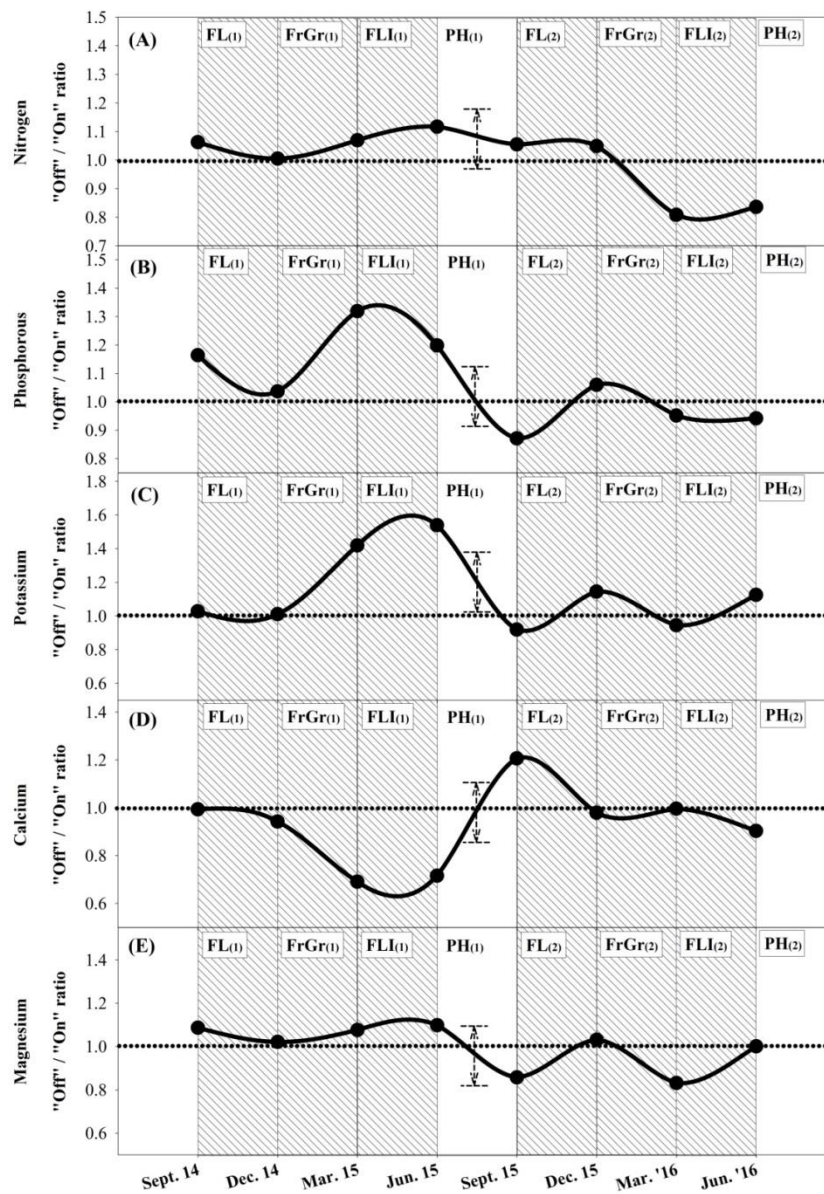 Nitrogen
"Off" / "On" ratio
1.5
1.4
1.3
1.2
1.1
1.0
0.9
0.8
0.7
(A) FL(1) FrGr(1) FLI(1) PH(1) FL(2) FrGr(2) FLI(2) PH(2)
Phosphorous
"Off" / "On" ratio
1.5
1.4
1.3
1.2
1.1
1.0
0.9
0.8
(B) FL(1) FrGr(1) FLI(1) PH(1) FL(2) FrGr(2) FLI(2) PH(2)
Potassium
"Off" / "On" ratio
1.8
1.6
1.4
1.2
1.0
0.8
0.6
(C) FL(1) FrGr(1) FLI(1) PH(1) FL(2) FrGr(2) FLI(2) PH(2)
Calcium
"Off" / "On" ratio
1.4
1.2
1.0
0.8
0.6
(D) FL(1) FrGr(1) FLI(1) PH(1) FL(2) FrGr(2) FLI(2) PH(2)
Magnesium
"Off" / "On" ratio
1.4
1.2
1.0
0.8
0.6
(E) FL(1) FrGr(1) FLI(1) PH(1) FL(2) FrGr(2) FLI(2) PH(2)
Sept. 14 Dec. 14 Mar. 15 Jun. 15 Sept. 15 Dec. 15 Mar. '16 Jun. '16